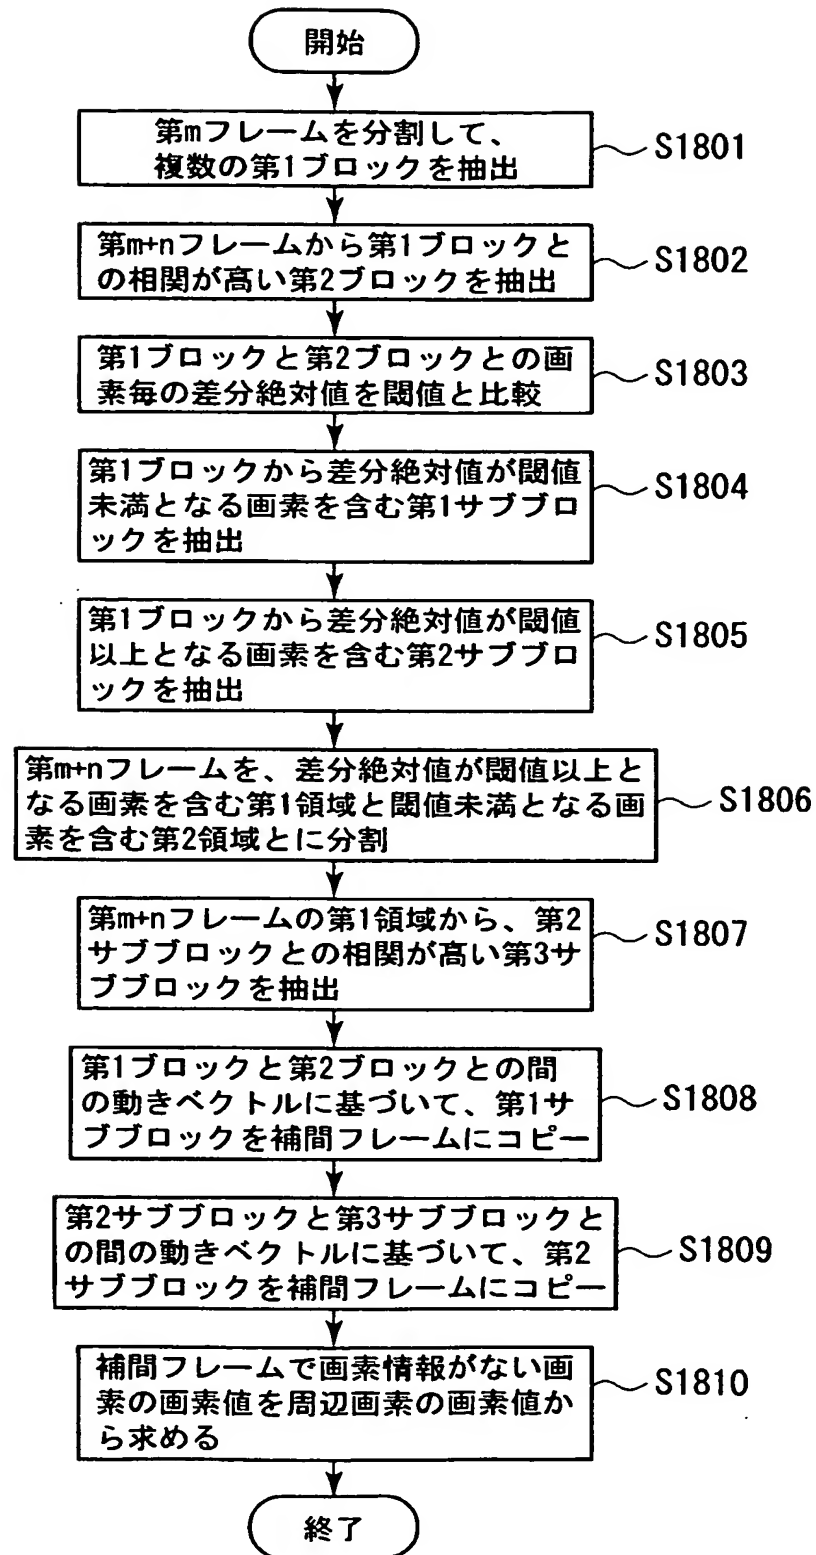 開始
第mフレームを分割して、
複数の第1ブロックを抽出
S1801
第m+nフレームから第1ブロックと
の相関が高い第2ブロックを抽出
S1802
第1ブロックと第2ブロックとの画
素毎の差分絶対値を閾値と比較
S1803
第1ブロックから差分絶対値が閾値
未満となる画素を含む第1サブブロ
ックを抽出
S1804
第1ブロックから差分絶対値が閾値
以上となる画素を含む第2サブブロ
ックを抽出
S1805
第m+nフレームを、差分絶対値が閾値以上と
なる画素を含む第1領域と閾値未満となる画
素を含む第2領域とに分割
S1806
第m+nフレームの第1領域から、第2
サブブロックとの相関が高い第3サ
ブブロックを抽出
S1807
第1ブロックと第2ブロックとの間
の動きベクトルに基づいて、第1サ
ブブロックを補間フレームにコピー
S1808
第2サブブロックと第3サブブロックと
の間の動きベクトルに基づいて、第2
サブブロックを補間フレームにコピー
S1809
補間フレームで画素情報がない画
素の画素値を周辺画素の画素値か
ら求める
S1810
終了